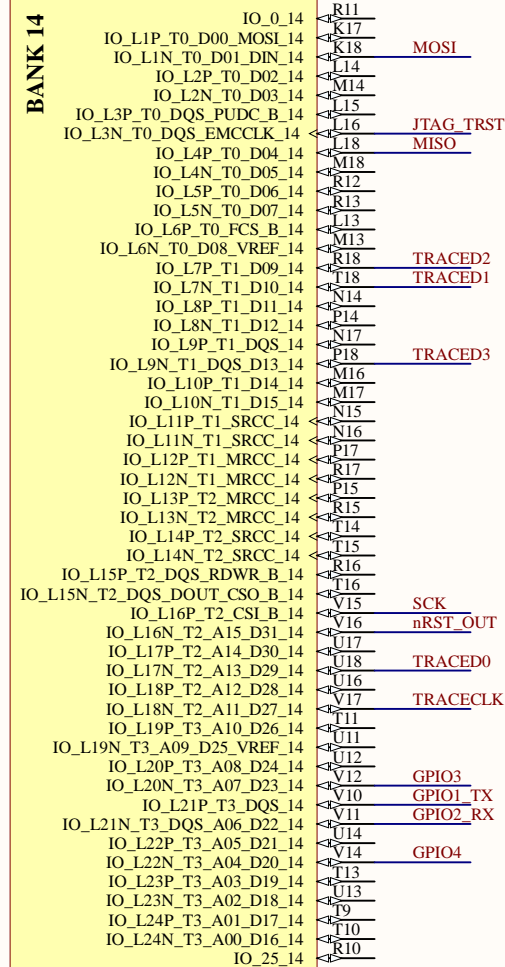 BANK 14
IO_0_14 R11
IO_L1P_T0_D00_MOSI_14 K17
IO_L1N_T0_D01_DIN_14 K18 MOSI
IO_L2P_T0_D02_14 L14
IO_L2N_T0_D03_14 M14
IO_L3P_T0_DQS_PUDC_B_14 L15
IO_L3N_T0_DQS_EMCCLK_14 L16 JTAG_TRST
IO_L4P_T0_D04_14 L18 MISO
IO_L4N_T0_D05_14 M18
IO_L5P_T0_D06_14 R12
IO_L5N_T0_D07_14 R13
IO_L6P_T0_FCS_B_14 L13
IO_L6N_T0_D08_VREF_14 M13
IO_L7P_T1_D09_14 R18 TRACED2
IO_L7N_T1_D10_14 T18 TRACED1
IO_L8P_T1_D11_14 N14
IO_L8N_T1_D12_14 P14
IO_L9P_T1_DQS_14 N17
IO_L9N_T1_DQS_D13_14 P18 TRACED3
IO_L10P_T1_D14_14 M16
IO_L10N_T1_D15_14 M17
IO_L11P_T1_SRCC_14 N15
IO_L11N_T1_SRCC_14 N16
IO_L12P_T1_MRCC_14 P17
IO_L12N_T1_MRCC_14 R17
IO_L13P_T2_MRCC_14 P15
IO_L13N_T2_MRCC_14 R15
IO_L14P_T2_SRCC_14 T14
IO_L14N_T2_SRCC_14 T15
IO_L15P_T2_DQS_RDWR_B_14 R16
IO_L15N_T2_DQS_DOUT_CSO_B_14 T16
IO_L16P_T2_CSI_B_14 V15 SCK
IO_L16N_T2_A15_D31_14 V16 nRST_OUT
IO_L17P_T2_A14_D30_14 U17
IO_L17N_T2_A13_D29_14 U18 TRACED0
IO_L18P_T2_A12_D28_14 U16
IO_L18N_T2_A11_D27_14 V17 TRACECLK
IO_L19P_T3_A10_D26_14 T11
IO_L19N_T3_A09_D25_VREF_14 U11
IO_L20P_T3_A08_D24_14 U12
IO_L20N_T3_A07_D23_14 V12 GPIO3
IO_L21P_T3_DQS_14 V10 GPIO1_TX
IO_L21N_T3_DQS_A06_D22_14 V11 GPIO2_RX
IO_L22P_T3_A05_D21_14 U14
IO_L22N_T3_A04_D20_14 V14 GPIO4
IO_L23P_T3_A03_D19_14 T13
IO_L23N_T3_A02_D18_14 U13
IO_L24P_T3_A01_D17_14 T9
IO_L24N_T3_A00_D16_14 T10
IO_25_14 R10